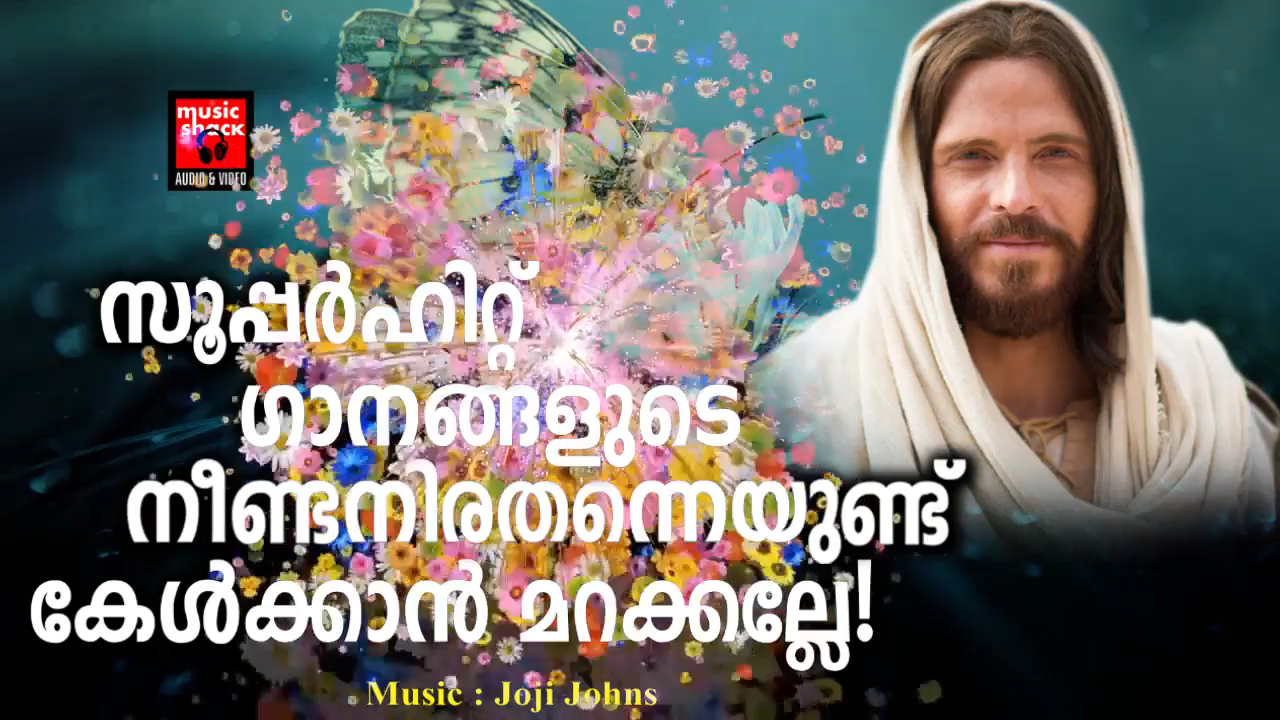 music
shack
AUDIO & VIDEO
സൂപ്പർഹിറ്റ്
ഗാനങ്ങളുടെ
നീണ്ടനിരതന്നെയുണ്ട്
കേൾക്കാൻ മറക്കല്ലേ!
Music : Joji Johns